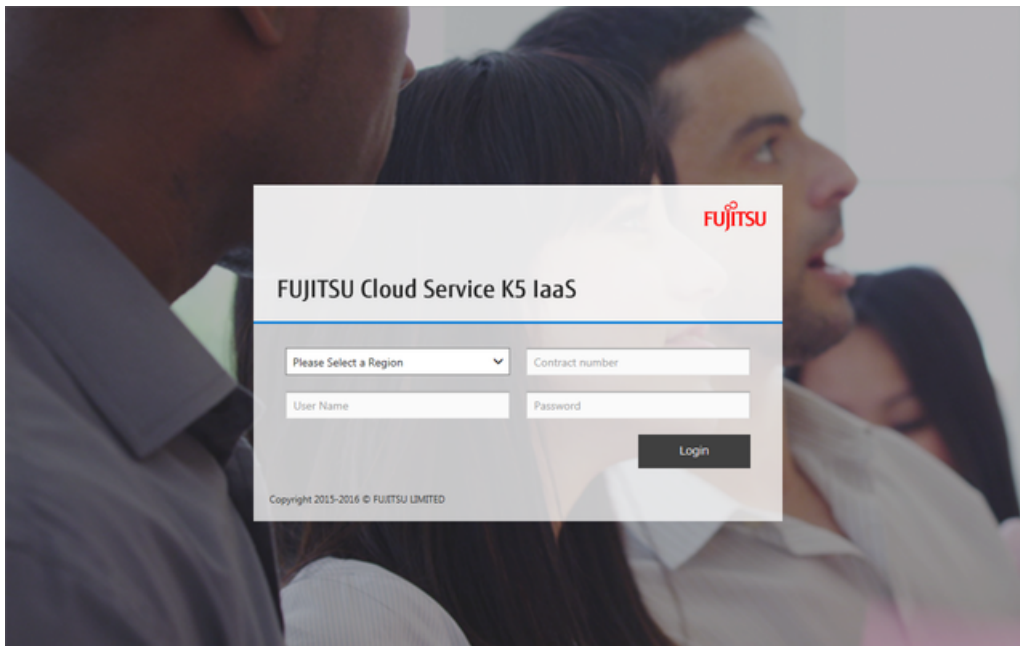 FUJITSU
FUJITSU Cloud Service K5 IaaS
Please Select a Region
Contract number
User Name
Password
Login
Copyright 2015-2016 © FUJITSU LIMITED